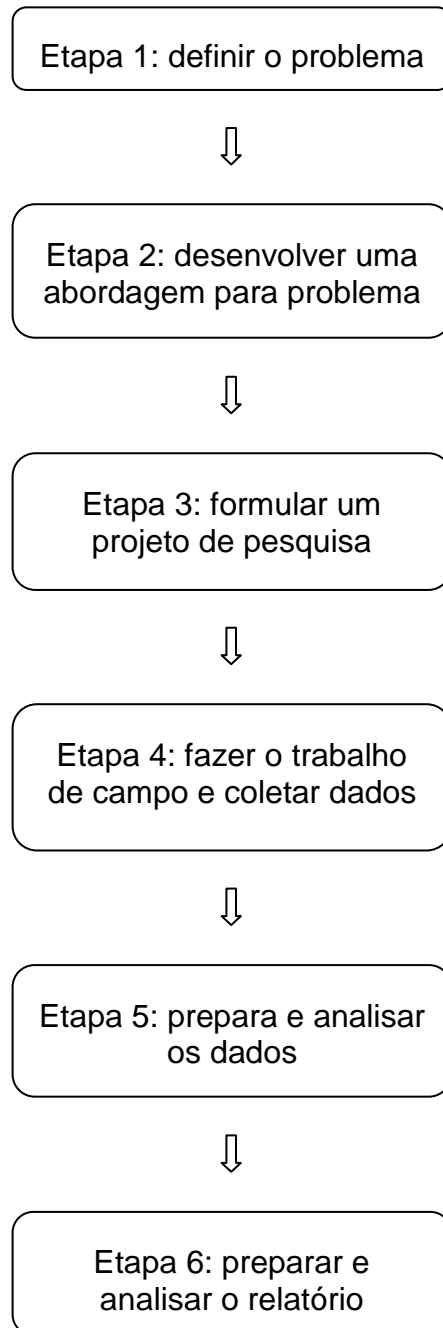 Etapa 1: definir o problema
Etapa 2: desenvolver uma
abordagem para problema
Etapa 3: formular um
projeto de pesquisa
Etapa 4: fazer o trabalho
de campo e coletar dados
Etapa 5: prepara e analisar
os dados
Etapa 6: preparar e
analisar o relatório